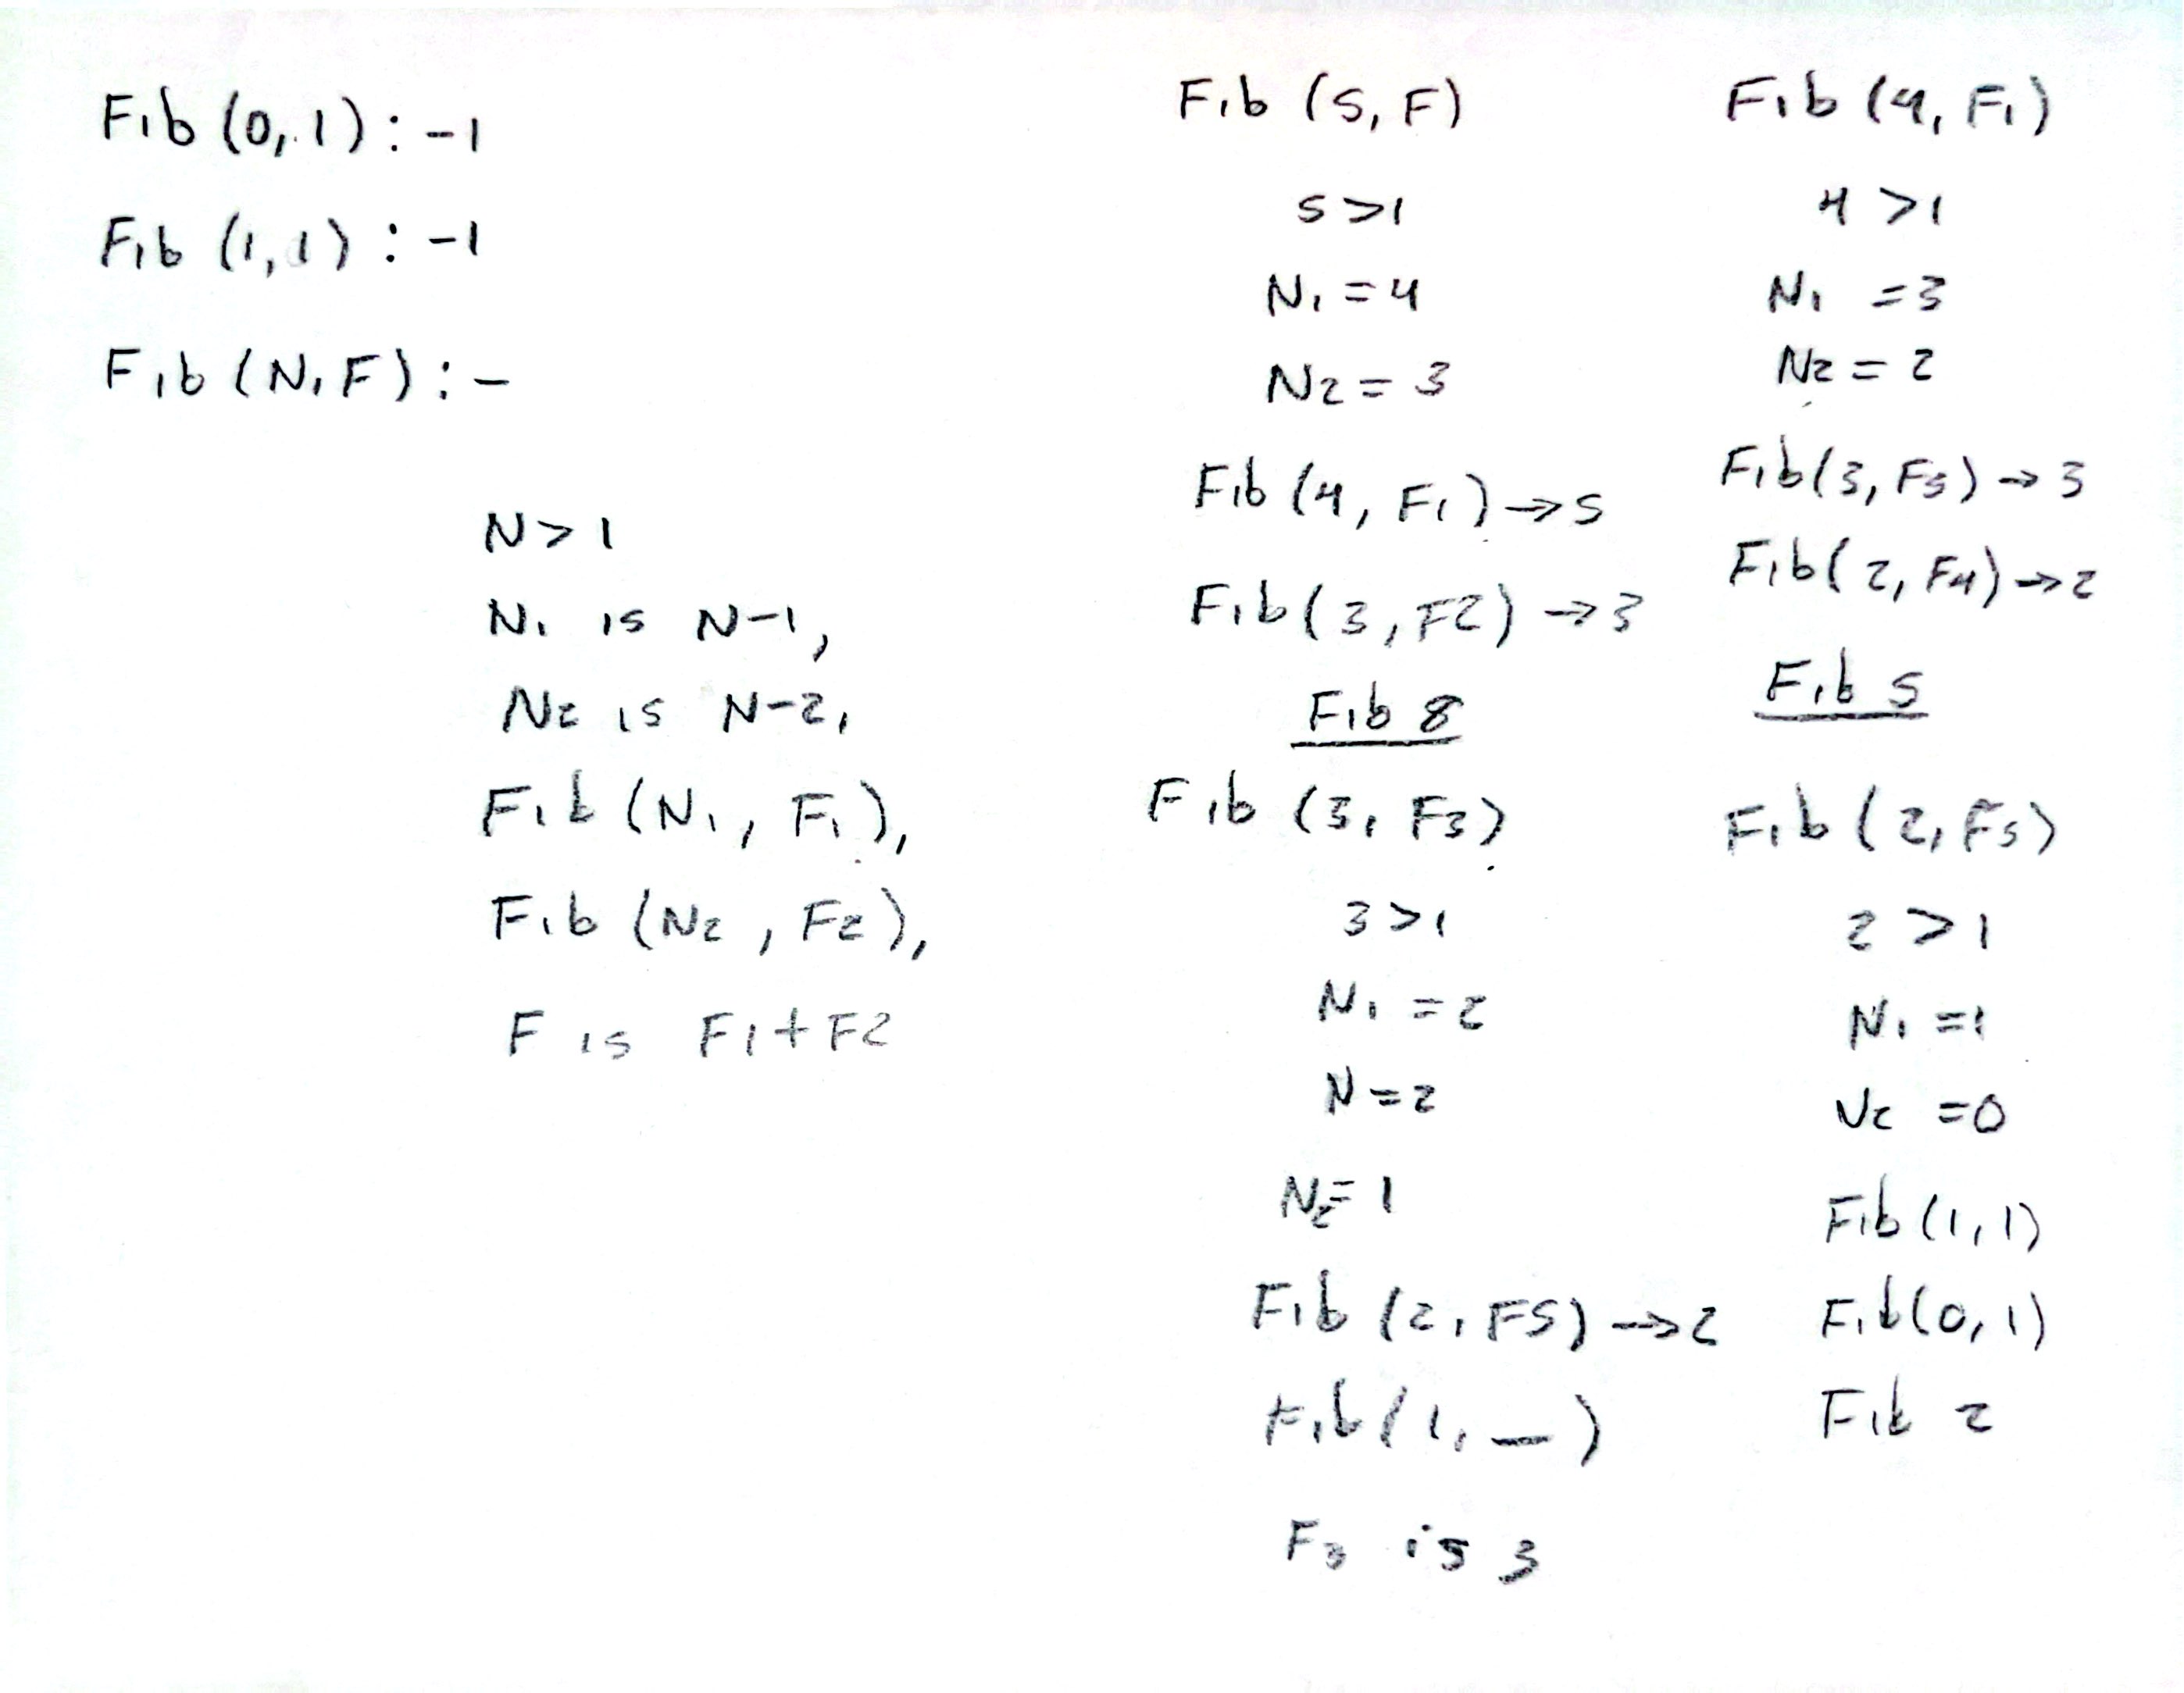 Fib (0, 1) : -1
Fib (1, 1) : -1
Fib (N, F) : -
N > 1
N1 is N-1,
N2 is N-2,
Fib (N1, F1),
Fib (N2, F2),
F is F1 + F2
Fib (5, F)
5 > 1
N1 = 4
N2 = 3
Fib (4, F1) → 5
Fib (3, F2) → 3
Fib 8
Fib (3, F3)
3 > 1
N1 = 2
N = 2
N2 = 1
Fib (2, F5) → 2
Fib (1, _)
F3 is 3
Fib (4, F1)
4 > 1
N1 = 3
N2 = 2
Fib (3, F3) → 3
Fib (2, F4) → 2
Fib 5
Fib (2, F5)
2 > 1
N1 = 1
N2 = 0
Fib (1, 1)
Fib (0, 1)
Fib 2